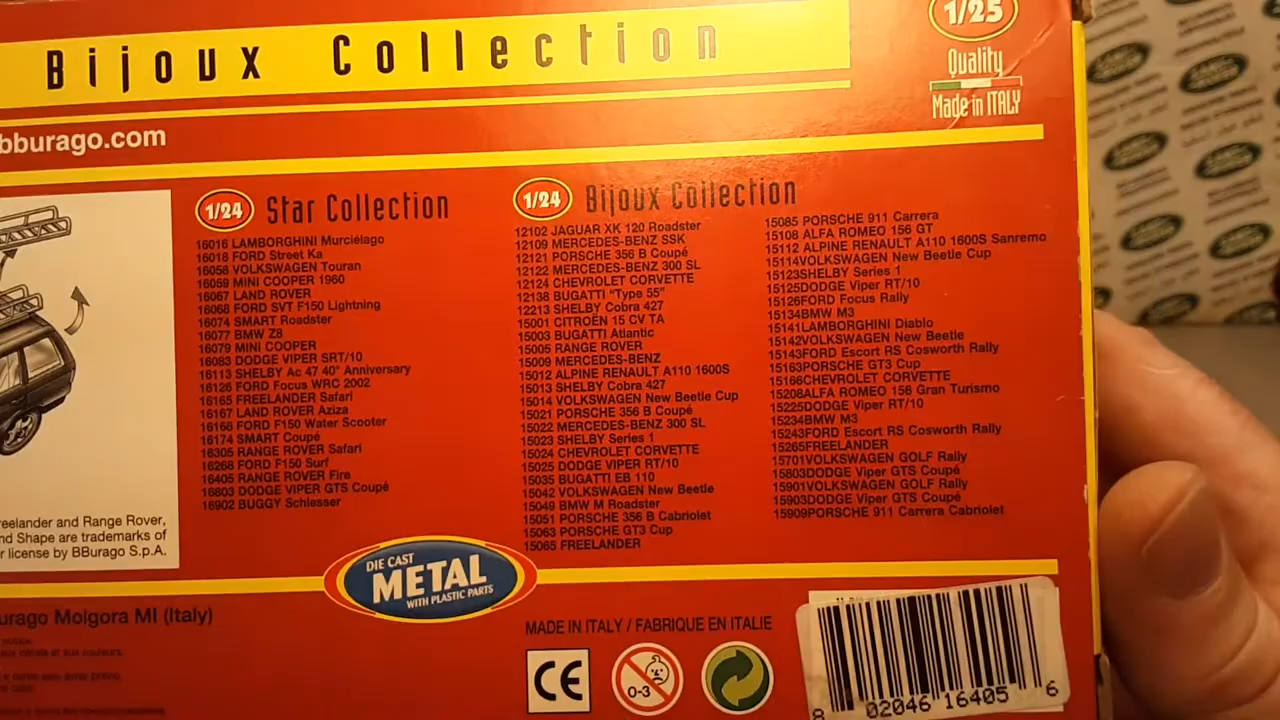 Bijoux Collection
1/25
Quality
Made in ITALY
bburago.com
1/24 Star Collection
16016 LAMBORGHINI Murciélago
16018 FORD Street Ka
16058 VOLKSWAGEN Touran
16059 MINI COOPER 1960
16067 LAND ROVER
16068 FORD SVT F150 Lightning
16074 SMART Roadster
16077 BMW Z8
16079 MINI COOPER
16083 DODGE VIPER SRT/10
16113 SHELBY Ac 47 40° Anniversary
16126 FORD Focus WRC 2002
16165 FREELANDER Safari
16167 LAND ROVER Aziza
16168 FORD F150 Water Scooter
16174 SMART Coupé
16305 RANGE ROVER Safari
16268 FORD F150 Surf
16405 RANGE ROVER Fire
16803 DODGE VIPER GTS Coupé
16902 BUGGY Schlesser
1/24 Bijoux Collection
12102 JAGUAR XK 120 Roadster
12109 MERCEDES-BENZ SSK
12121 PORSCHE 356 B Coupé
12122 MERCEDES-BENZ 300 SL
12124 CHEVROLET CORVETTE
12138 BUGATTI "Type 55"
12213 SHELBY Cobra 427
15001 CITROËN 15 CV TA
15003 BUGATTI Atlantic
15005 RANGE ROVER
15009 MERCEDES-BENZ
15012 ALPINE RENAULT A110 1600S
15013 SHELBY Cobra 427
15014 VOLKSWAGEN New Beetle Cup
15021 PORSCHE 356 B Coupé
15022 MERCEDES-BENZ 300 SL
15023 SHELBY Series 1
15024 CHEVROLET CORVETTE
15025 DODGE VIPER RT/10
15035 BUGATTI EB 110
15042 VOLKSWAGEN New Beetle
15049 BMW M Roadster
15051 PORSCHE 356 B Cabriolet
15063 PORSCHE GT3 Cup
15065 FREELANDER
15085 PORSCHE 911 Carrera
15108 ALFA ROMEO 156 GT
15112 ALPINE RENAULT A110 1600S Sanremo
15114VOLKSWAGEN New Beetle Cup
15123SHELBY Series 1
15125DODGE Viper RT/10
15126FORD Focus Rally
15134BMW M3
15141LAMBORGHINI Diablo
15142VOLKSWAGEN New Beetle
15143FORD Escort RS Cosworth Rally
15163PORSCHE GT3 Cup
15166CHEVROLET CORVETTE
15208ALFA ROMEO 156 Gran Turismo
15225DODGE Viper RT/10
15234BMW M3
15243FORD Escort RS Cosworth Rally
15265FREELANDER
15701VOLKSWAGEN GOLF Rally
15803DODGE Viper GTS Coupé
15901VOLKSWAGEN GOLF Rally
15903DODGE Viper GTS Coupé
15909PORSCHE 911 Carrera Cabriolet
reelander and Range Rover,
nd Shape are trademarks of
r license by BBurago S.p.A.
DIE CAST
METAL
WITH PLASTIC PARTS
urago Molgora MI (Italy)
MADE IN ITALY / FABRIQUE EN ITALIE
CE
0-3
8 02046 16405 6